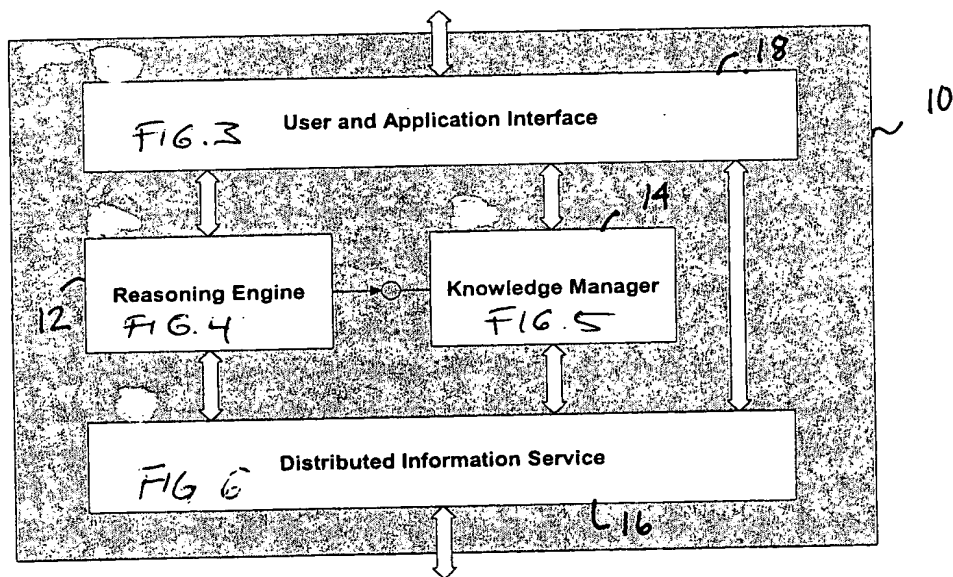 18
10
FIG.3 User and Application Interface
14
12
Reasoning Engine
FIG.4
Knowledge Manager
FIG.5
Distributed Information Service
FIG 6
16